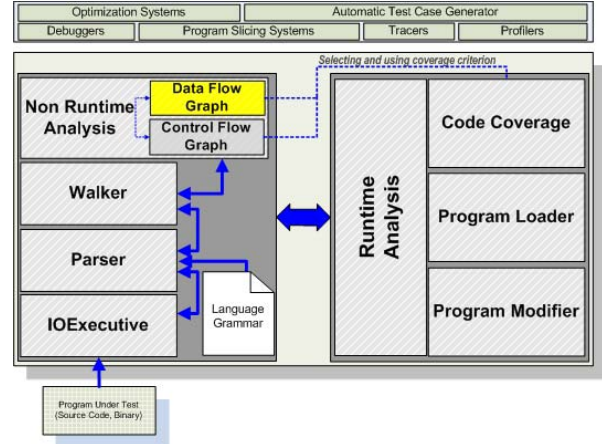 Optimization Systems
Automatic Test Case Generator
Debuggers
Program Slicing Systems
Tracers
Profilers
Selecting and using coverage criterion
Non Runtime
Analysis
Data Flow
Graph
Control Flow
Graph
Walker
Parser
IOExecutive
Language
Grammar
Runtime
Analysis
Code Coverage
Program Loader
Program Modifier
Program Under Test
(Source Code, Binary)